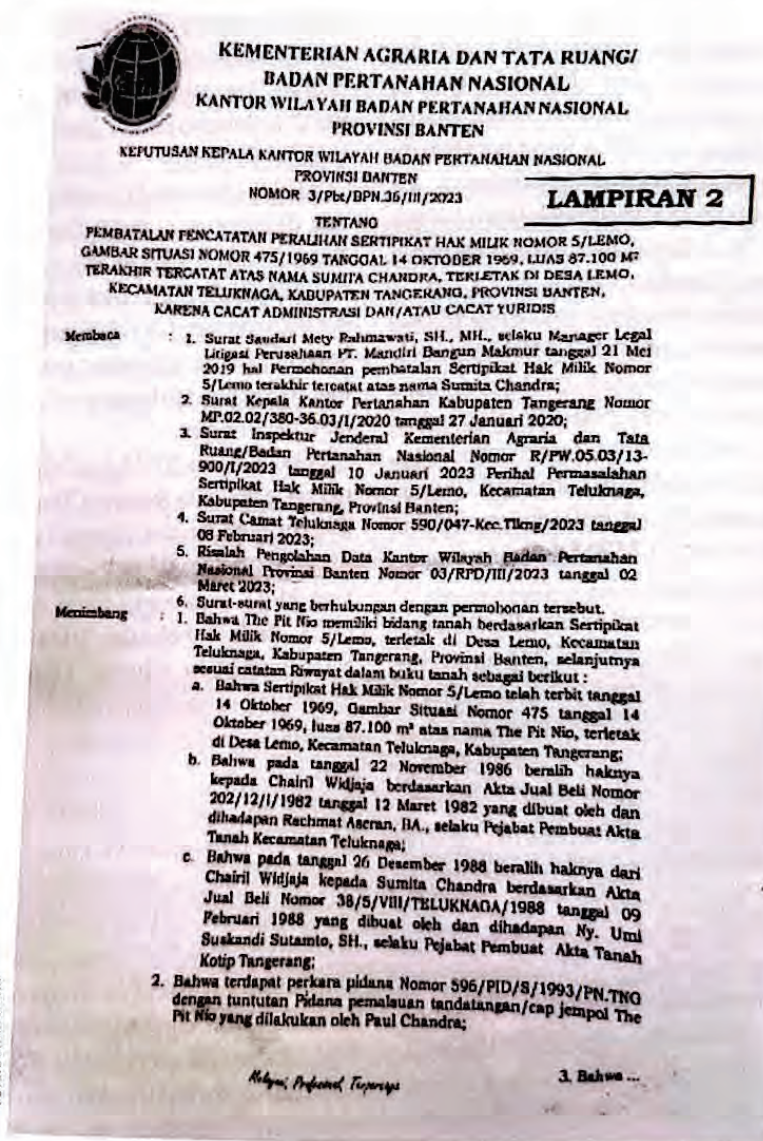 KEMENTERIAN AGRARIA DAN TATA RUANG/
BADAN PERTANAHAN NASIONAL
KANTOR WILAYAH BADAN PERTANAHAN NASIONAL
PROVINSI BANTEN
KEPUTUSAN KEPALA KANTOR WILAYAH BADAN PERTANAHAN NASIONAL
PROVINSI BANTEN
NOMOR 3/Pbt/BPN.36/III/2023
LAMPIRAN 2
TENTANG
PEMBATALAN PENCATATAN PERALIHAN SERTIPIKAT HAK MILIK NOMOR 5/LEMO,
GAMBAR SITUASI NOMOR 475/1969 TANGGAL 14 OKTOBER 1969, LUAS 87.100 M²
TERAKHIR TERCATAT ATAS NAMA SUMITA CHANDRA, TERLETAK DI DESA LEMO,
KECAMATAN TELUKNAGA, KABUPATEN TANGERANG, PROVINSI BANTEN,
KARENA CACAT ADMINISTRASI DAN/ATAU CACAT YURIDIS
Membaca : 1. Surat Saudari Mety Rahmawati, SH., MH., selaku Manager Legal
Litigasi Perusahaan PT. Mandiri Bangun Makmur tanggal 21 Mei
2019 hal Permohonan pembatalan Sertipikat Hak Milik Nomor
5/Lemo terakhir tercatat atas nama Sumita Chandra;
2. Surat Kepala Kantor Pertanahan Kabupaten Tangerang Nomor
MP.02.02/380-36.03/I/2020 tanggal 27 Januari 2020;
3. Surat Inspektur Jenderal Kementerian Agraria dan Tata
Ruang/Badan Pertanahan Nasional Nomor R/PW.05.03/13-
900/I/2023 tanggal 10 Januari 2023 Perihal Permasalahan
Sertipikat Hak Milik Nomor 5/Lemo, Kecamatan Teluknaga,
Kabupaten Tangerang, Provinsi Banten;
4. Surat Camat Teluknaga Nomor 590/047-Kec.Tlkng/2023 tanggal
08 Februari 2023;
5. Risalah Pengolahan Data Kantor Wilayah Badan Pertanahan
Nasional Provinsi Banten Nomor 03/RPD/III/2023 tanggal 02
Maret 2023;
6. Surat-surat yang berhubungan dengan permohonan tersebut.
Menimbang : 1. Bahwa The Pit Nio memiliki bidang tanah berdasarkan Sertipikat
Hak Milik Nomor 5/Lemo, terletak di Desa Lemo, Kecamatan
Teluknaga, Kabupaten Tangerang, Provinsi Banten, selanjutnya
sesuai catatan Riwayat dalam buku tanah sebagai berikut :
a. Bahwa Sertipikat Hak Milik Nomor 5/Lemo telah terbit tanggal
14 Oktober 1969, Gambar Situasi Nomor 475 tanggal 14
Oktober 1969, luas 87.100 m² atas nama The Pit Nio, terletak
di Desa Lemo, Kecamatan Teluknaga, Kabupaten Tangerang;
b. Bahwa pada tanggal 22 November 1986 beralih haknya
kepada Chairil Widjaja berdasarkan Akta Jual Beli Nomor
202/12/I/1982 tanggal 12 Maret 1982 yang dibuat oleh dan
dihadapan Rachmat Aseran, BA., selaku Pejabat Pembuat Akta
Tanah Kecamatan Teluknaga;
c. Bahwa pada tanggal 26 Desember 1988 beralih haknya dari
Chairil Widjaja kepada Sumita Chandra berdasarkan Akta
Jual Beli Nomor 38/5/VIII/TELUKNAGA/1988 tanggal 09
Februari 1988 yang dibuat oleh dan dihadapan Ny. Umi
Suskandi Sutamto, SH., selaku Pejabat Pembuat Akta Tanah
Kotip Tangerang;
2. Bahwa terdapat perkara pidana Nomor 596/PID/S/1993/PN.TNG
dengan tuntutan Pidana pemalsuan tandatangan/cap jempol The
Pit Nio yang dilakukan oleh Paul Chandra;
Melayani, Profesional, Terpercaya
3. Bahwa ...